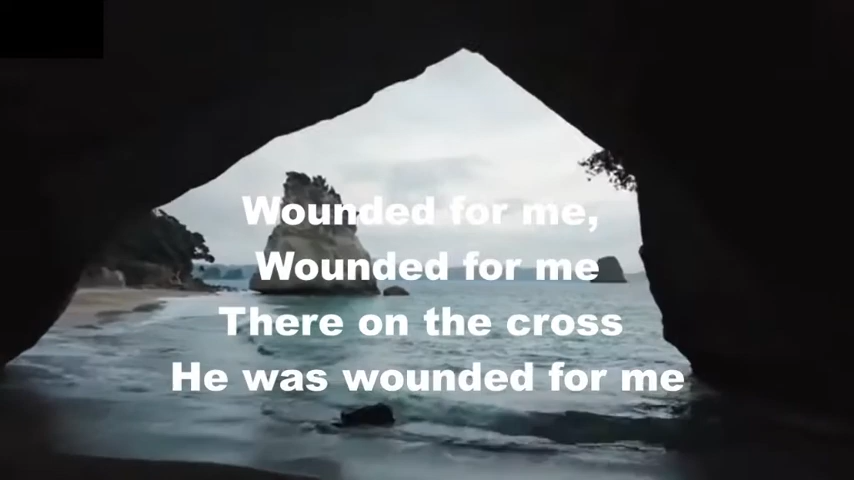 Wounded for me,
Wounded for me
There on the cross
He was wounded for me